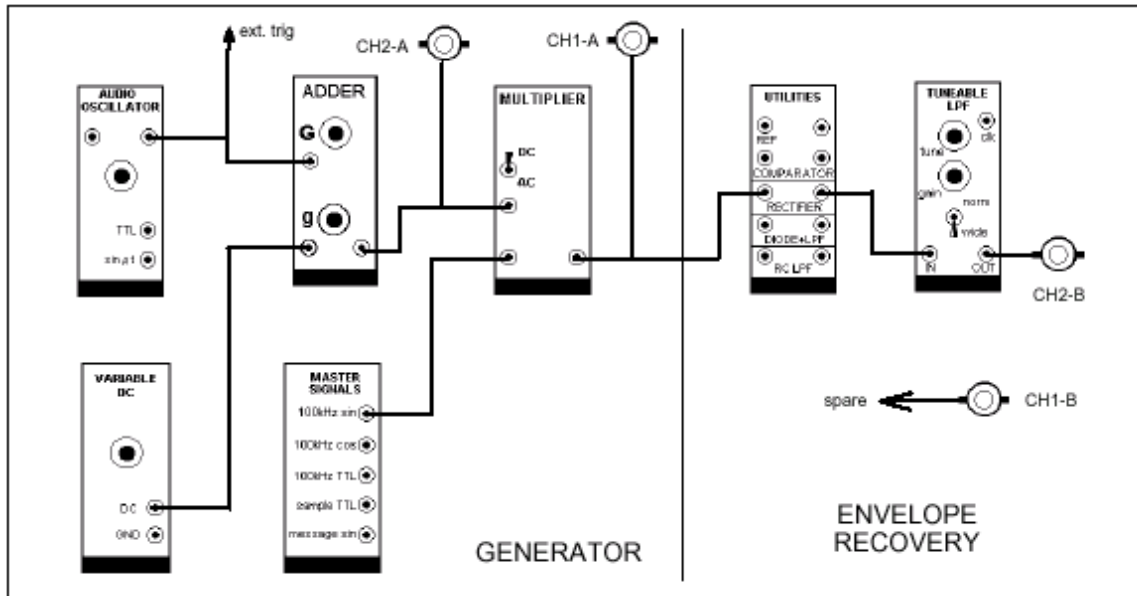 ext. trig
CH2-A
CH1-A
AUDIO
OSCILLATOR
TTL
ADDER
G
g
MULTIPLIER
DC
AC
UTILITIES
REF
COMPARATOR
RECTIFIER
DIODE+LPF
RC LPF
TUNEABLE
LPF
clk
tune
gain
norm
wide
IN
OUT
CH2-B
VARIABLE
DC
DC
GND
MASTER
SIGNALS
100kHz sin
100kHz cos
100kHz TTL
sample TTL
message sin
spare
CH1-B
GENERATOR
ENVELOPE
RECOVERY